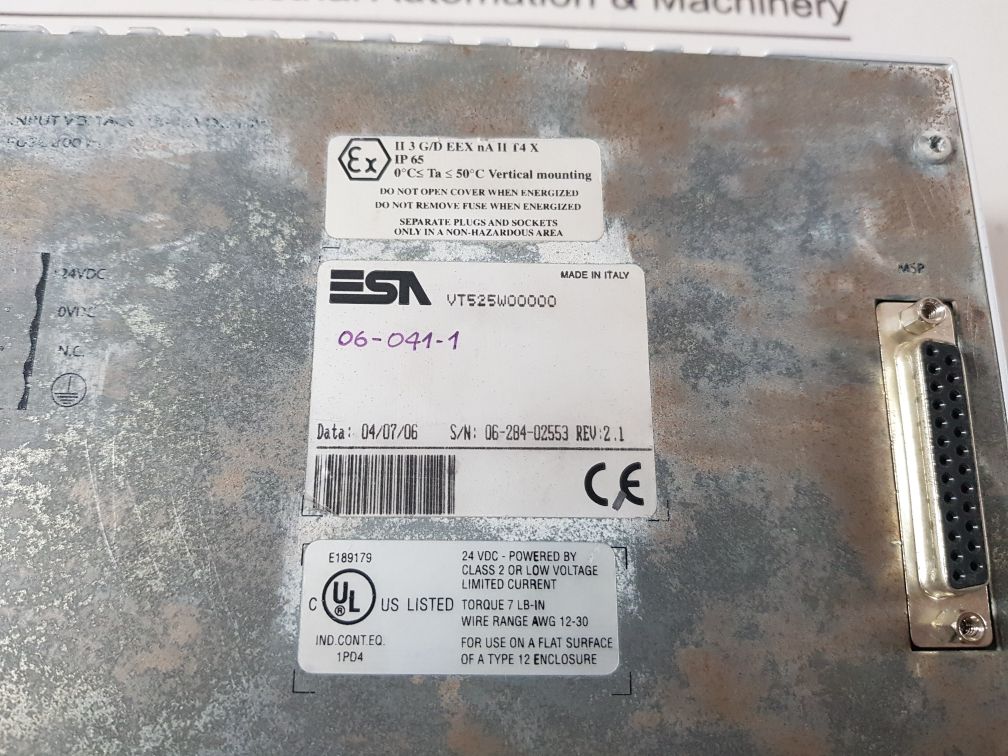 Automation & Machinery
Ex
II 3 G/D EEX nA II T4 X
IP 65
0°C≤ Ta ≤ 50°C Vertical mounting
DO NOT OPEN COVER WHEN ENERGIZED
DO NOT REMOVE FUSE WHEN ENERGIZED
SEPARATE PLUGS AND SOCKETS
ONLY IN A NON-HAZARDOUS AREA
INPUT
24VDC
0VDC
N.C.
MSP
ESA
MADE IN ITALY
VT525W00000
06-041-1
Data: 04/07/06 S/N: 06-284-02553 REV:2.1
CE
E189179
C UL ® US LISTED
IND.CONT.EQ.
1PD4
24 VDC - POWERED BY
CLASS 2 OR LOW VOLTAGE
LIMITED CURRENT
TORQUE 7 LB-IN
WIRE RANGE AWG 12-30
FOR USE ON A FLAT SURFACE
OF A TYPE 12 ENCLOSURE